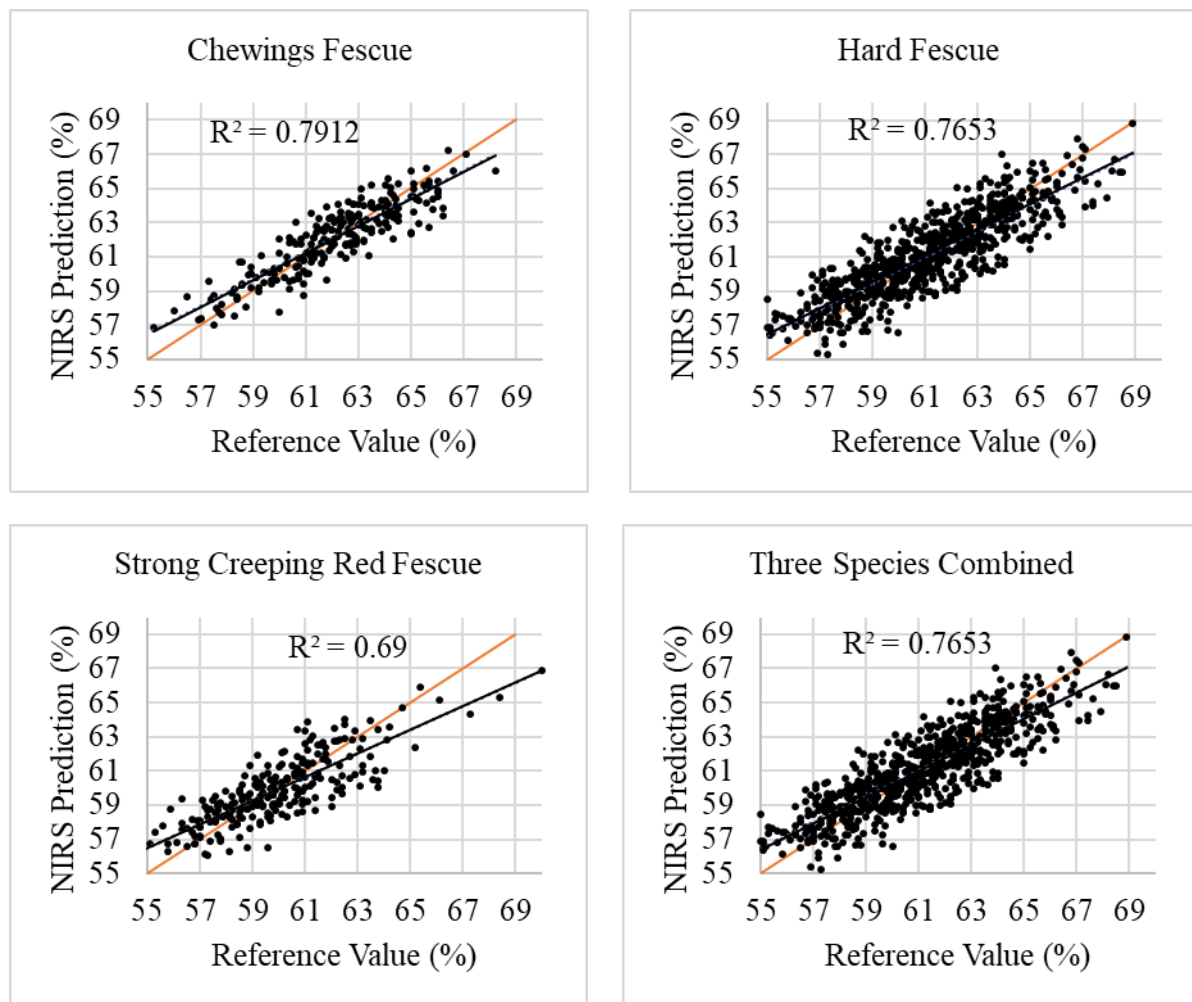 Chewings Fescue
R² = 0.7912
NIRS Prediction (%)
69
67
65
63
61
59
57
55
55 57 59 61 63 65 67 69
Reference Value (%)
Hard Fescue
R² = 0.7653
NIRS Prediction (%)
69
67
65
63
61
59
57
55
55 57 59 61 63 65 67 69
Reference Value (%)
Strong Creeping Red Fescue
R² = 0.69
NIRS Prediction (%)
69
67
65
63
61
59
57
55
55 57 59 61 63 65 67 69
Reference Value (%)
Three Species Combined
R² = 0.7653
NIRS Prediction (%)
69
67
65
63
61
59
57
55
55 57 59 61 63 65 67 69
Reference Value (%)